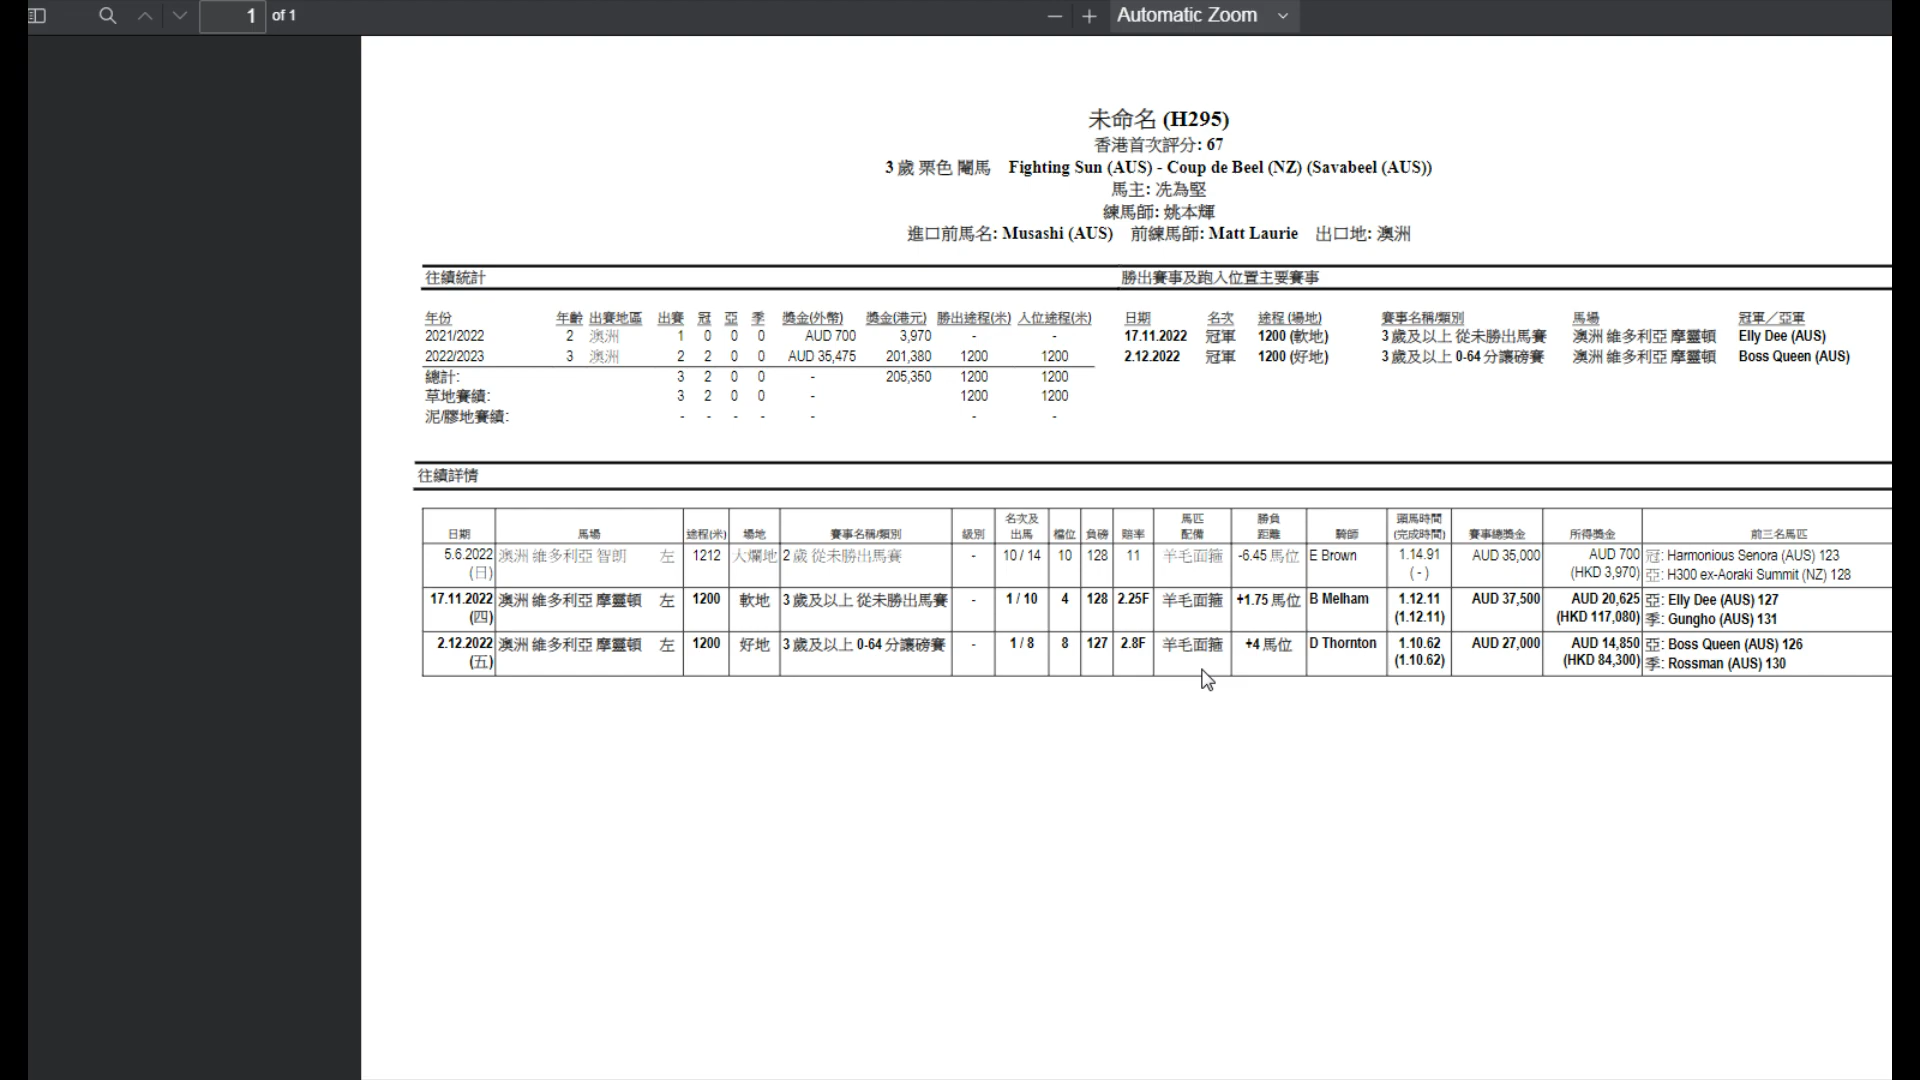 1 of 1 Automatic Zoom
未命名 (H295)
香港首次評分: 67
3 歲 栗色 閹馬 Fighting Sun (AUS) - Coup de Beel (NZ) (Savabeel (AUS))
馬主: 冼為堅
練馬師: 姚本輝
進口前馬名: Musashi (AUS) 前練馬師: Matt Laurie 出口地: 澳洲
往績統計 勝出賽事及跑入位置主要賽事
年份 年齡 出賽地區 出賽 冠 亞 季 獎金(外幣) 獎金(港元) 勝出途程(米) 入位途程(米) 日期 名次 途程 (場地) 賽事名稱/類別 馬場 冠軍／亞軍
2021/2022 2 澳洲 1 0 0 0 AUD 700 3,970 - - 17.11.2022 冠軍 1200 (軟地) 3 歲及以上 從未勝出馬賽 澳洲 維多利亞 摩靈頓 Elly Dee (AUS)
2022/2023 3 澳洲 2 2 0 0 AUD 35,475 201,380 1200 1200 2.12.2022 冠軍 1200 (好地) 3 歲及以上 0-64 分讓磅賽 澳洲 維多利亞 摩靈頓 Boss Queen (AUS)
總計: 3 2 0 0 - 205,350 1200 1200
草地賽績: 3 2 0 0 - 1200 1200
泥/膠地賽績: - - - - - - -
往績詳情
名次及 馬匹 勝負 頭馬時間
日期 馬場 途程(米) 場地 賽事名稱/類別 級別 出馬 檔位 負磅 賠率 配備 距離 騎師 (完成時間) 賽事總獎金 所得獎金 前三名馬匹
5.6.2022 澳洲 維多利亞 智朗 左 1212 大爛地 2 歲 從未勝出馬賽 - 10 / 14 10 128 11 羊毛面箍 -6.45 馬位 E Brown 1.14.91 AUD 35,000 AUD 700 冠: Harmonious Senora (AUS) 123
(日) ( - ) (HKD 3,970) 亞: H300 ex-Aoraki Summit (NZ) 128
17.11.2022 澳洲 維多利亞 摩靈頓 左 1200 軟地 3 歲及以上 從未勝出馬賽 - 1 / 10 4 128 2.25F 羊毛面箍 +1.75 馬位 B Melham 1.12.11 AUD 37,500 AUD 20,625 亞: Elly Dee (AUS) 127
(四) (1.12.11) (HKD 117,080) 季: Gungho (AUS) 131
2.12.2022 澳洲 維多利亞 摩靈頓 左 1200 好地 3 歲及以上 0-64 分讓磅賽 - 1 / 8 8 127 2.8F 羊毛面箍 +4 馬位 D Thornton 1.10.62 AUD 27,000 AUD 14,850 亞: Boss Queen (AUS) 126
(五) (1.10.62) (HKD 84,300) 季: Rossman (AUS) 130